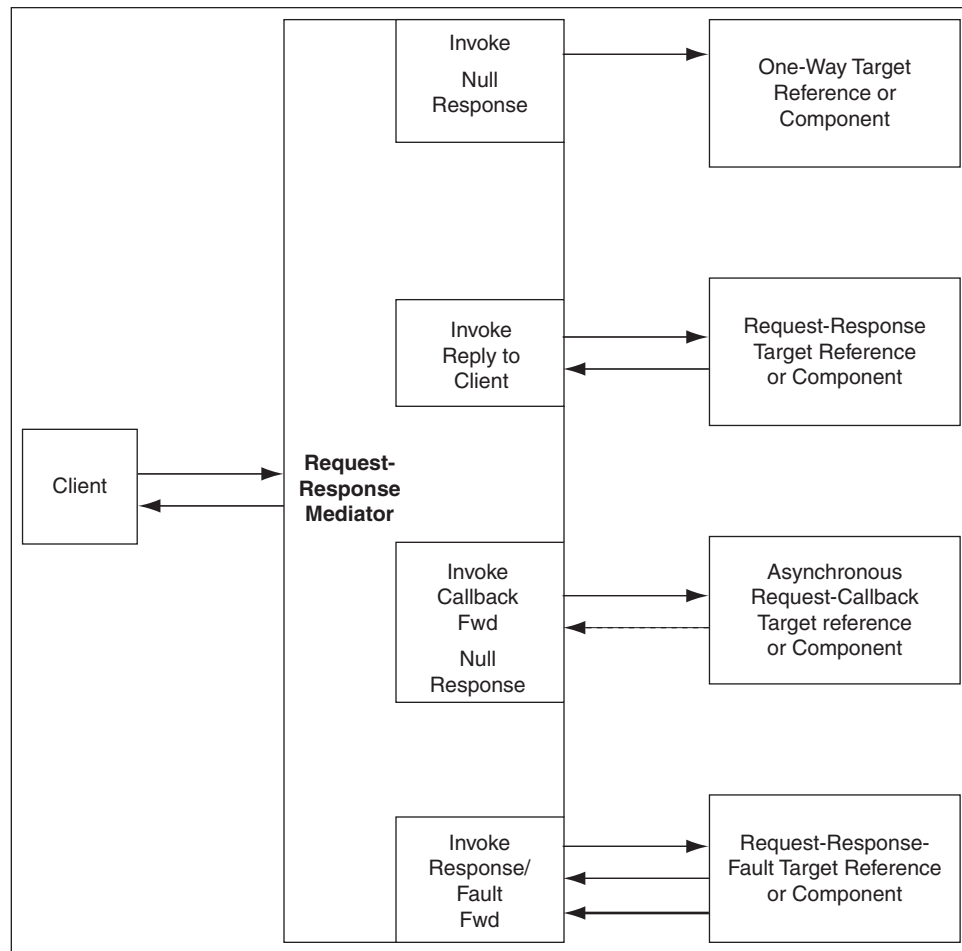 Invoke
Null
Response
One-Way Target
Reference or
Component
Invoke
Reply to
Client
Request-Response
Target Reference
or Component
Client
Request-
Response
Mediator
Invoke
Callback
Fwd
Null
Response
Asynchronous
Request-Callback
Target reference
or Component
Invoke
Response/
Fault
Fwd
Request-Response-
Fault Target Reference
or Component